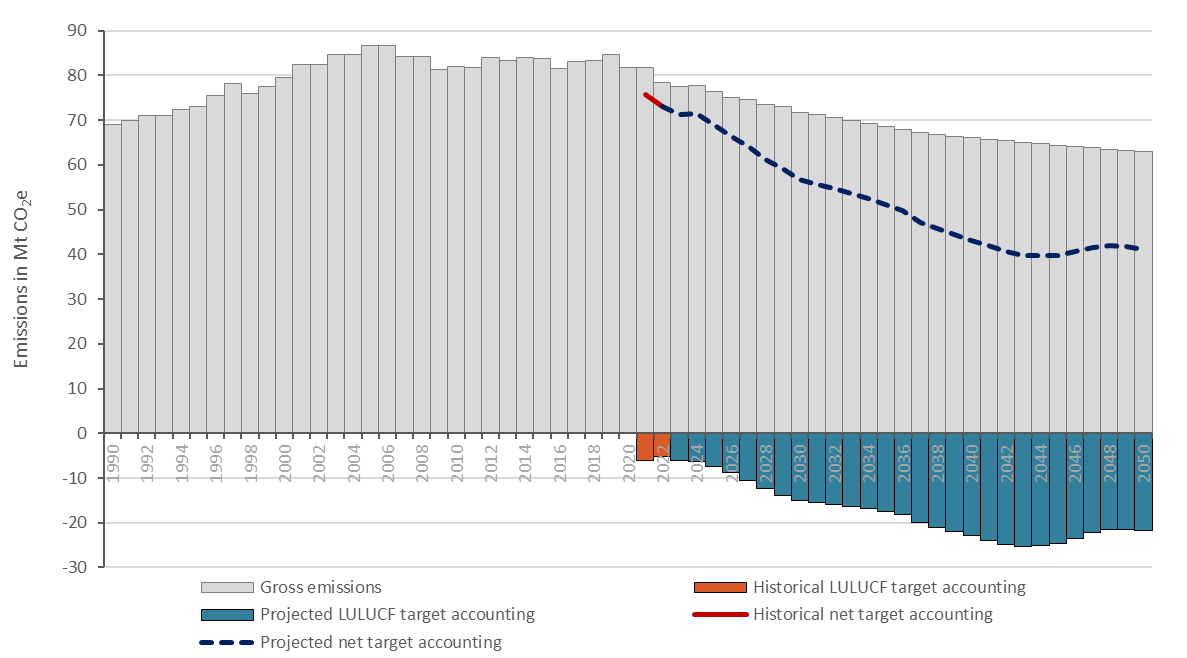 90
80
70
60
50
40
30
20
10
0
-10
-20
-30
Emissions in Mt CO₂e
1990 1992 1994 1996 1998 2000 2002 2004 2006 2008 2010 2012 2014 2016 2018 2020 2022 2024 2026 2028 2030 2032 2034 2036 2038 2040 2042 2044 2046 2048 2050
Gross emissions Historical LULUCF target accounting
Projected LULUCF target accounting Historical net target accounting
Projected net target accounting